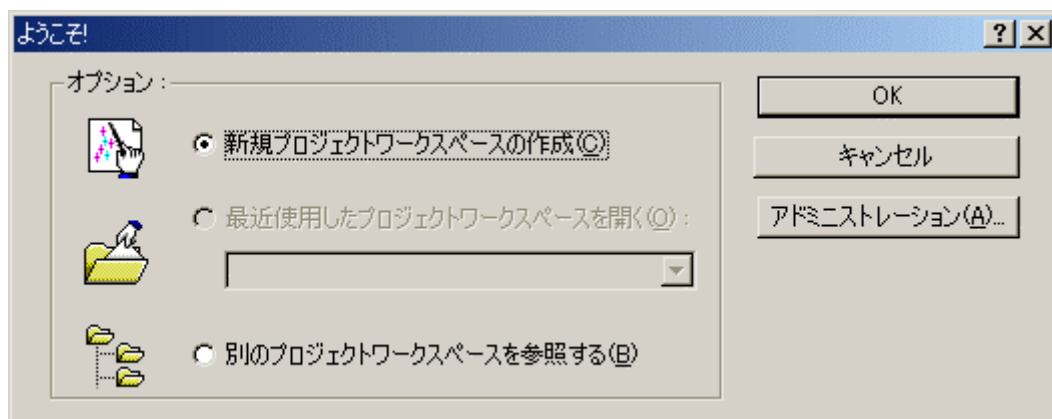 ようこそ!
オプション :
新規プロジェクトワークスペースの作成(C)
最近使用したプロジェクトワークスペースを開く(O) :
別のプロジェクトワークスペースを参照する(B)
OK
キャンセル
アドミニストレーション(A)...